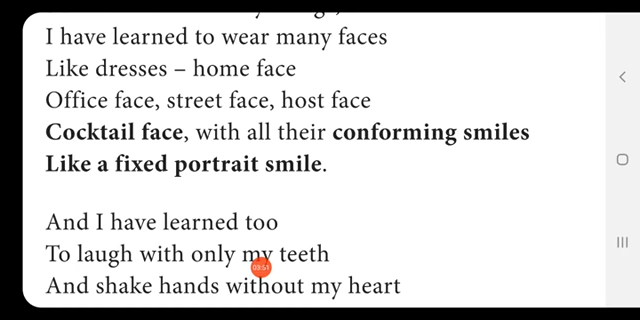 I have learned to wear many faces
Like dresses – home face
Office face, street face, host face
Cocktail face, with all their conforming smiles
Like a fixed portrait smile.
And I have learned too
To laugh with only my teeth
03:51
And shake hands without my heart